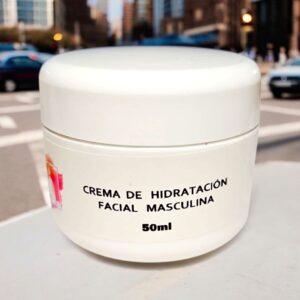 CREMA DE HIDRATACIÓN
FACIAL MASCULINA
50ml